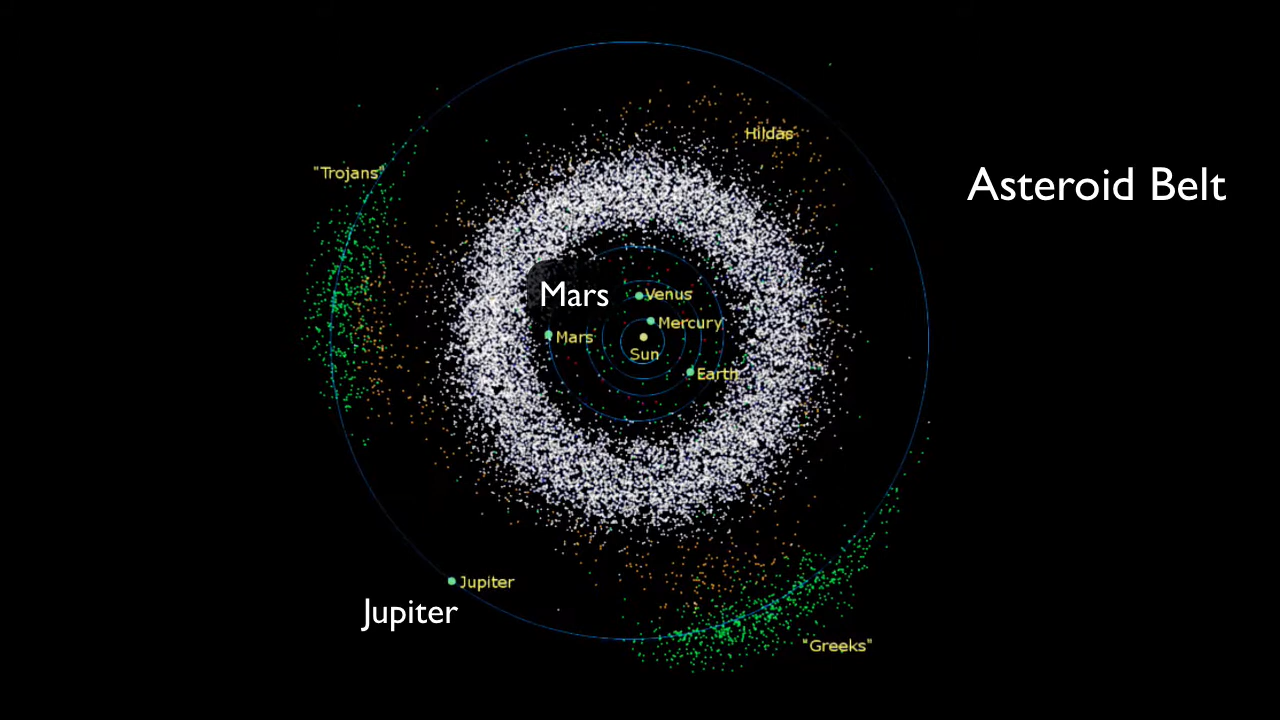 Hildas
"Trojans"
Asteroid Belt
Mars
Venus
Mercury
Mars
Sun
Earth
Jupiter
Jupiter
"Greeks"